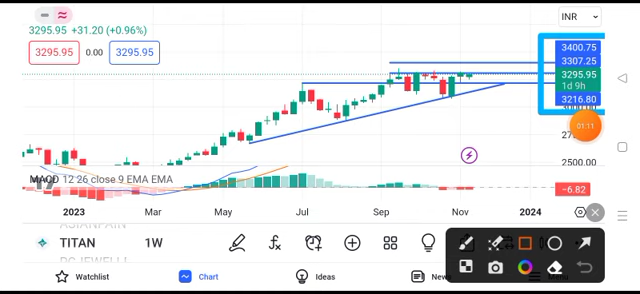 3295.95 +31.20 (+0.96%)
INR
3295.95 0.00 3295.95
3400.75
3307.25
3295.95
1d 9h
3216.80
01:11
2500.00
MACD 12 26 close 9 EMA EMA
−6.82
2023 Mar May Jul Sep Nov 2024
TITAN 1W
Watchlist Chart Ideas News